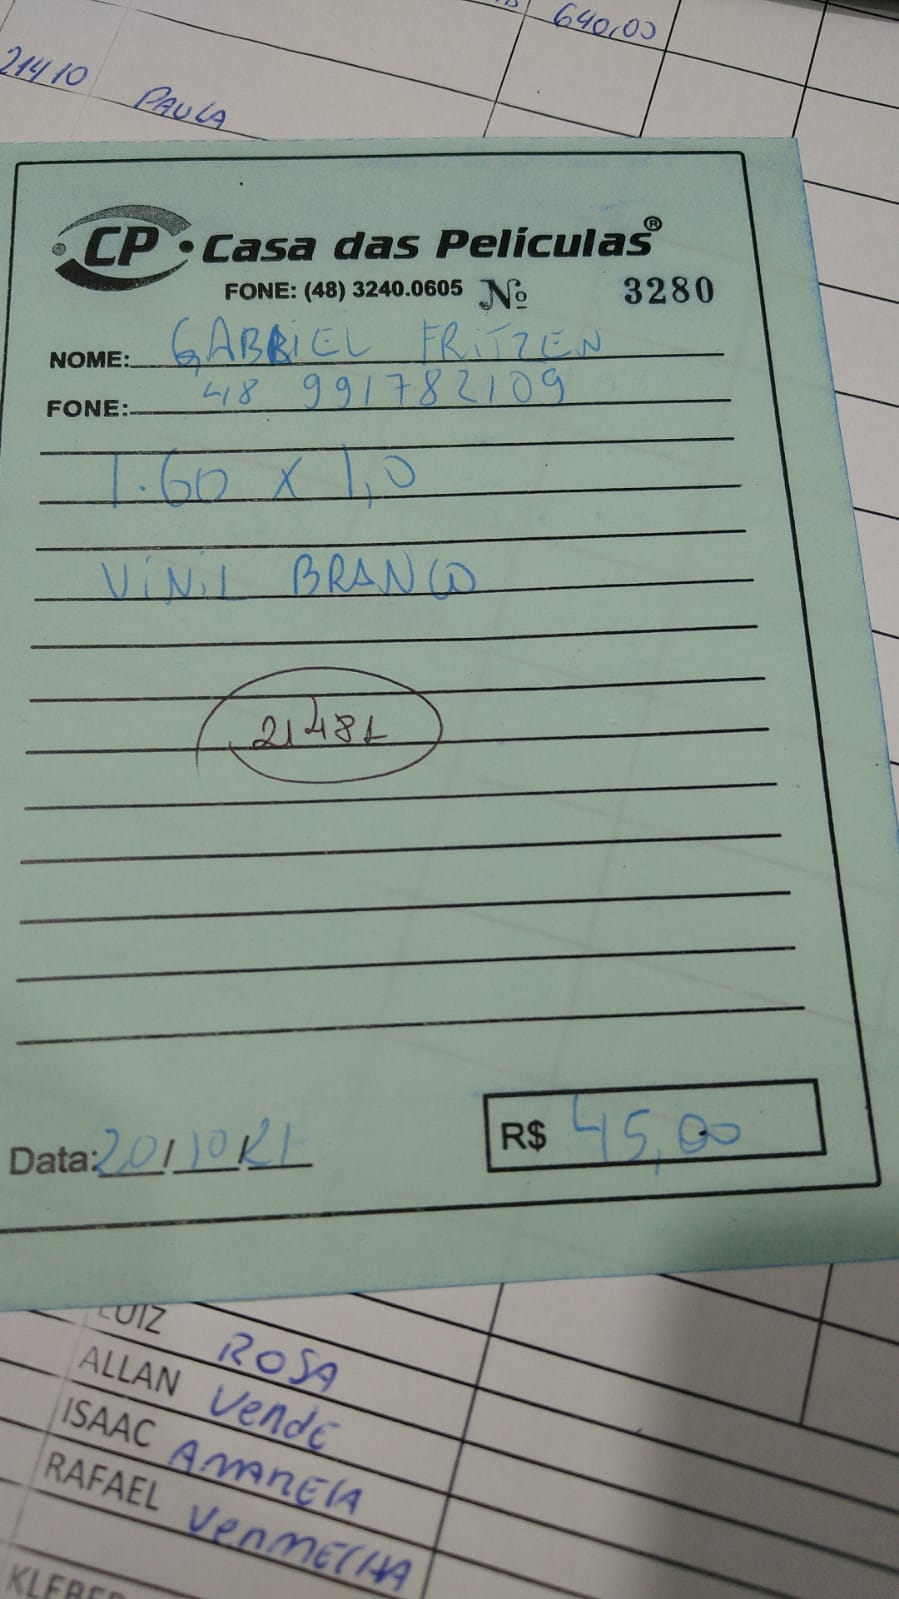 640,00
21410
PAULA
CP Casa das Películas®
FONE: (48) 3240.0605 Nº 3280
NOME: GABRIEL FRITZEN
FONE: 48 991782109
1.60 x 1,0
VINIL BRANCO
21481
Data: 20/10/21 R$ 45,00
LUIZ ROSA
ALLAN Verde
ISAAC AMARELA
RAFAEL VerMELHA
KLEBER